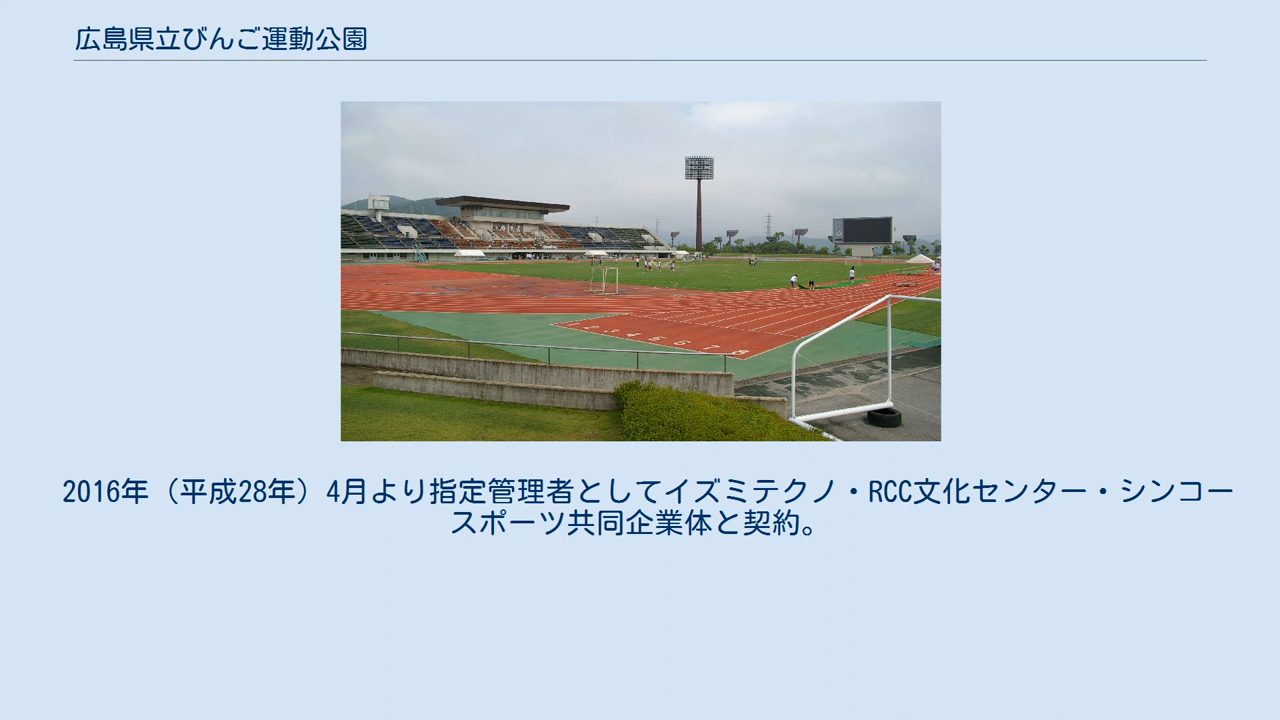 広島県立びんご運動公園
2016年（平成28年）4月より指定管理者としてイズミテクノ・RCC文化センター・シンコー
スポーツ共同企業体と契約。